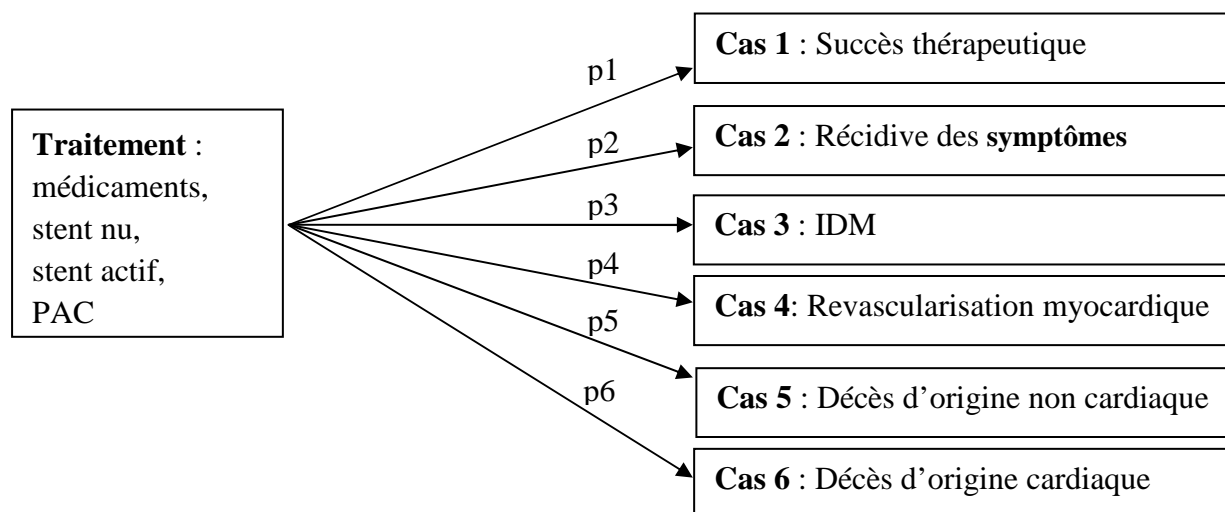 Traitement :
médicaments,
stent nu,
stent actif,
PAC
p1
p2
p3
p4
p5
p6
Cas 1 : Succès thérapeutique
Cas 2 : Récidive des symptômes
Cas 3 : IDM
Cas 4: Revascularisation myocardique
Cas 5 : Décès d'origine non cardiaque
Cas 6 : Décès d'origine cardiaque